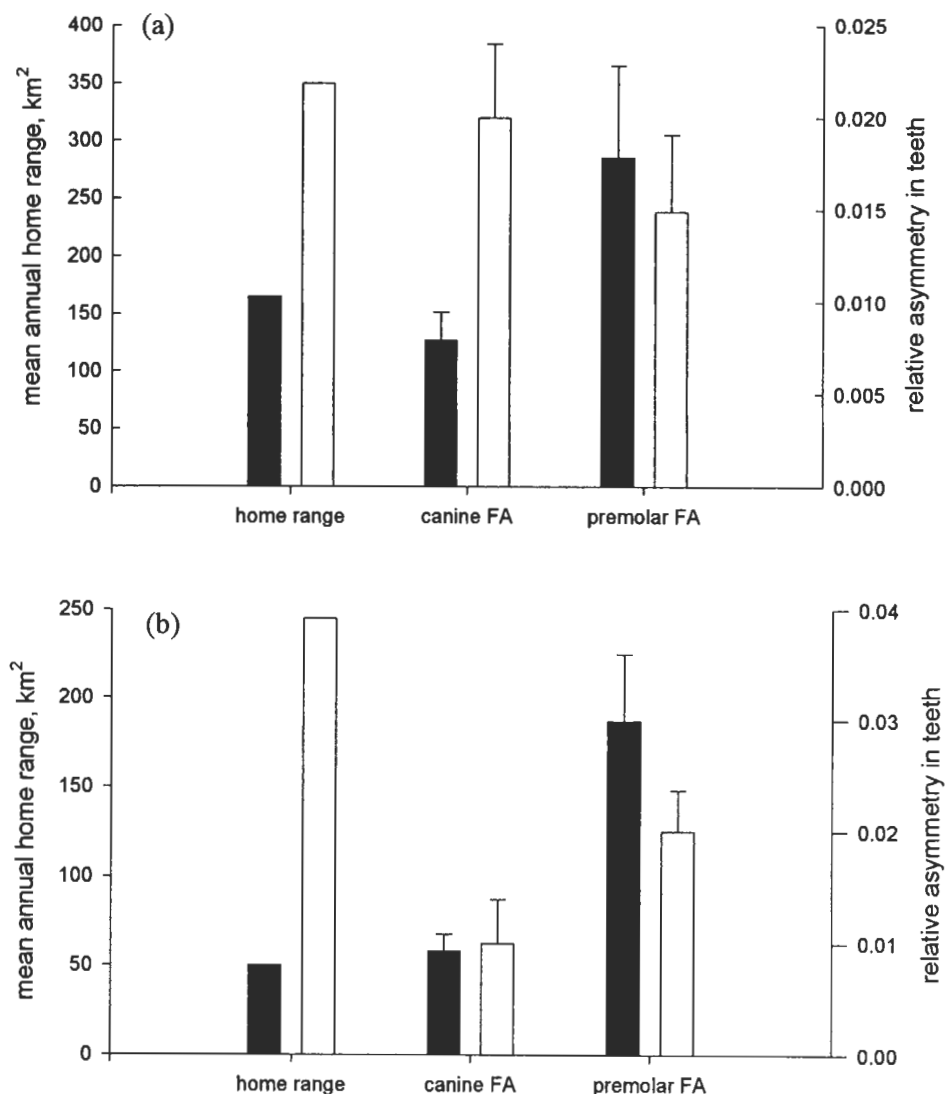 (a)
mean annual home range, km²
400
350
300
250
200
150
100
50
0
0.025
0.020
0.015
0.010
0.005
0.000
relative asymmetry in teeth
home range
canine FA
premolar FA
(b)
mean annual home range, km²
250
200
150
100
50
0
0.04
0.03
0.02
0.01
0.00
relative asymmetry in teeth
home range
canine FA
premolar FA